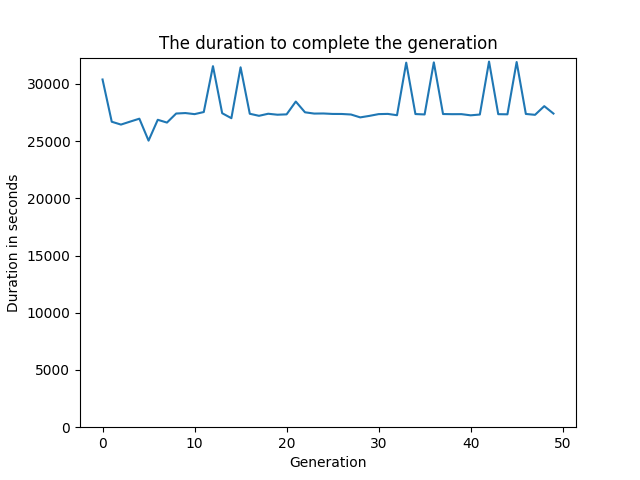 The duration to complete the generation
Duration in seconds
30000
25000
20000
15000
10000
5000
0
0 10 20 30 40 50
Generation